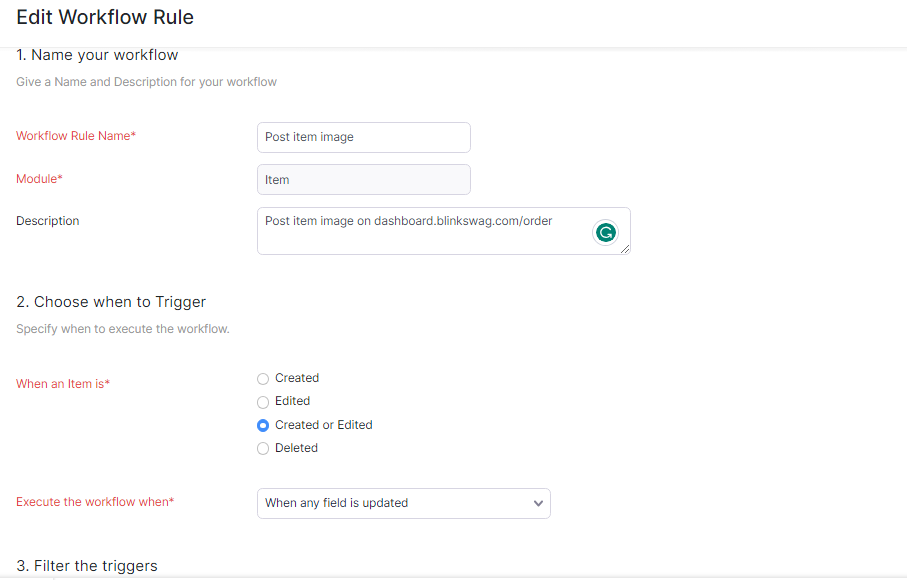 Edit Workflow Rule
1. Name your workflow
Give a Name and Description for your workflow
Workflow Rule Name*
Post item image
Module*
Item
Description
Post item image on dashboard.blinkswag.com/order
2. Choose when to Trigger
Specify when to execute the workflow.
When an Item is*
Created
Edited
Created or Edited
Deleted
Execute the workflow when*
When any field is updated
3. Filter the triggers